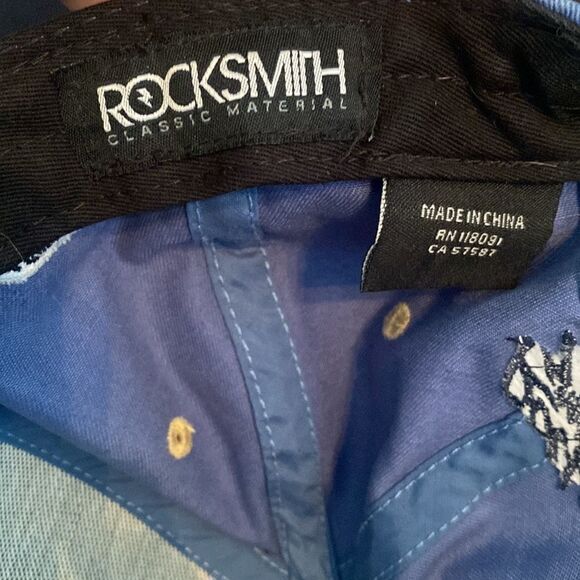 ROCKSMITH
CLASSIC MATERIAL
MADE IN CHINA
RN 118091
CA 57587